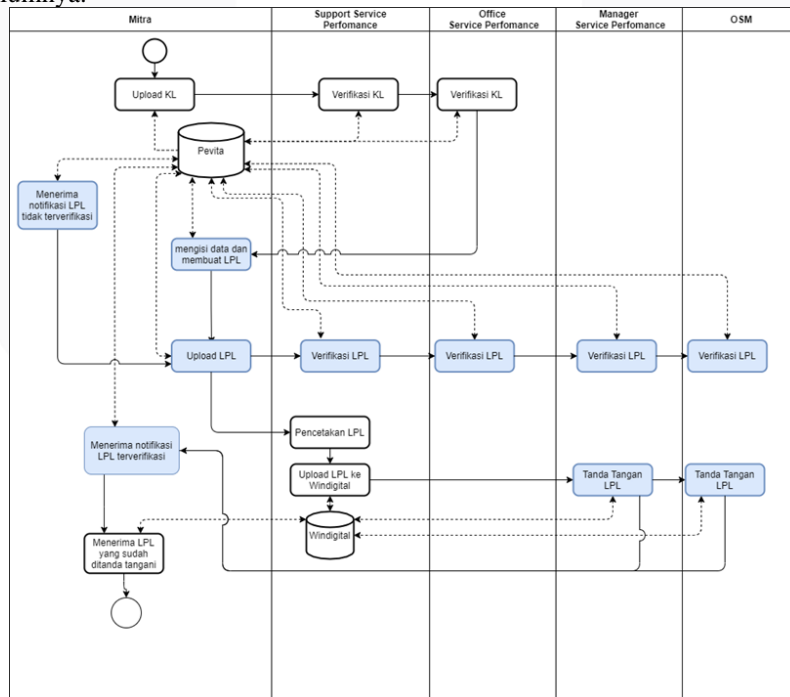 Mitra
Support Service
Perfomance
Office
Service Perfomance
Manager
Service Perfomance
OSM
Upload KL
Verifikasi KL
Verifikasi KL
Pevita
Menerima
notifikasi LPL
tidak terverifikasi
mengisi data dan
membuat LPL
Upload LPL
Verifikasi LPL
Verifikasi LPL
Verifikasi LPL
Verifikasi LPL
Pencetakan LPL
Menerima notifikasi
LPL terverifikasi
Upload LPL ke
Windigital
Tanda Tangan
LPL
Tanda Tangan
LPL
Windigital
Menerima LPL
yang sudah
ditanda tangani